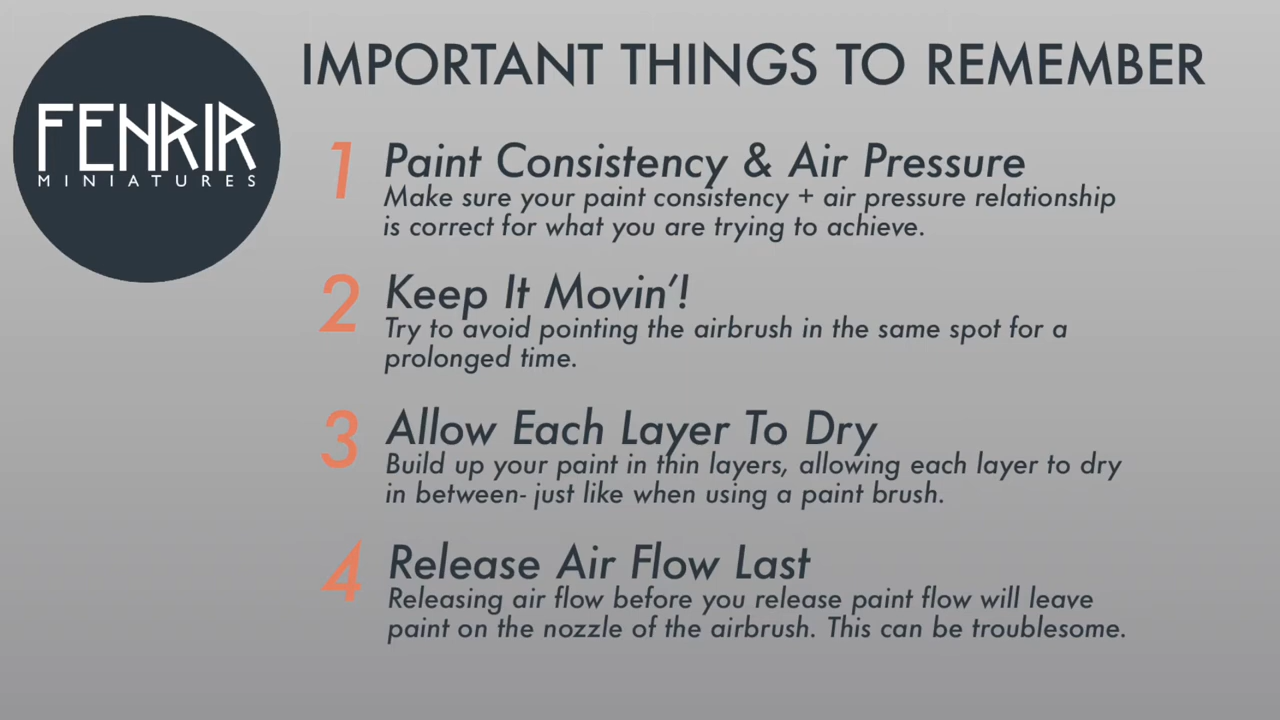 FENRIR
MINIATURES
IMPORTANT THINGS TO REMEMBER
1 Paint Consistency & Air Pressure
Make sure your paint consistency + air pressure relationship
is correct for what you are trying to achieve.
2 Keep It Movin'!
Try to avoid pointing the airbrush in the same spot for a
prolonged time.
3 Allow Each Layer To Dry
Build up your paint in thin layers, allowing each layer to dry
in between- just like when using a paint brush.
4 Release Air Flow Last
Releasing air flow before you release paint flow will leave
paint on the nozzle of the airbrush. This can be troublesome.